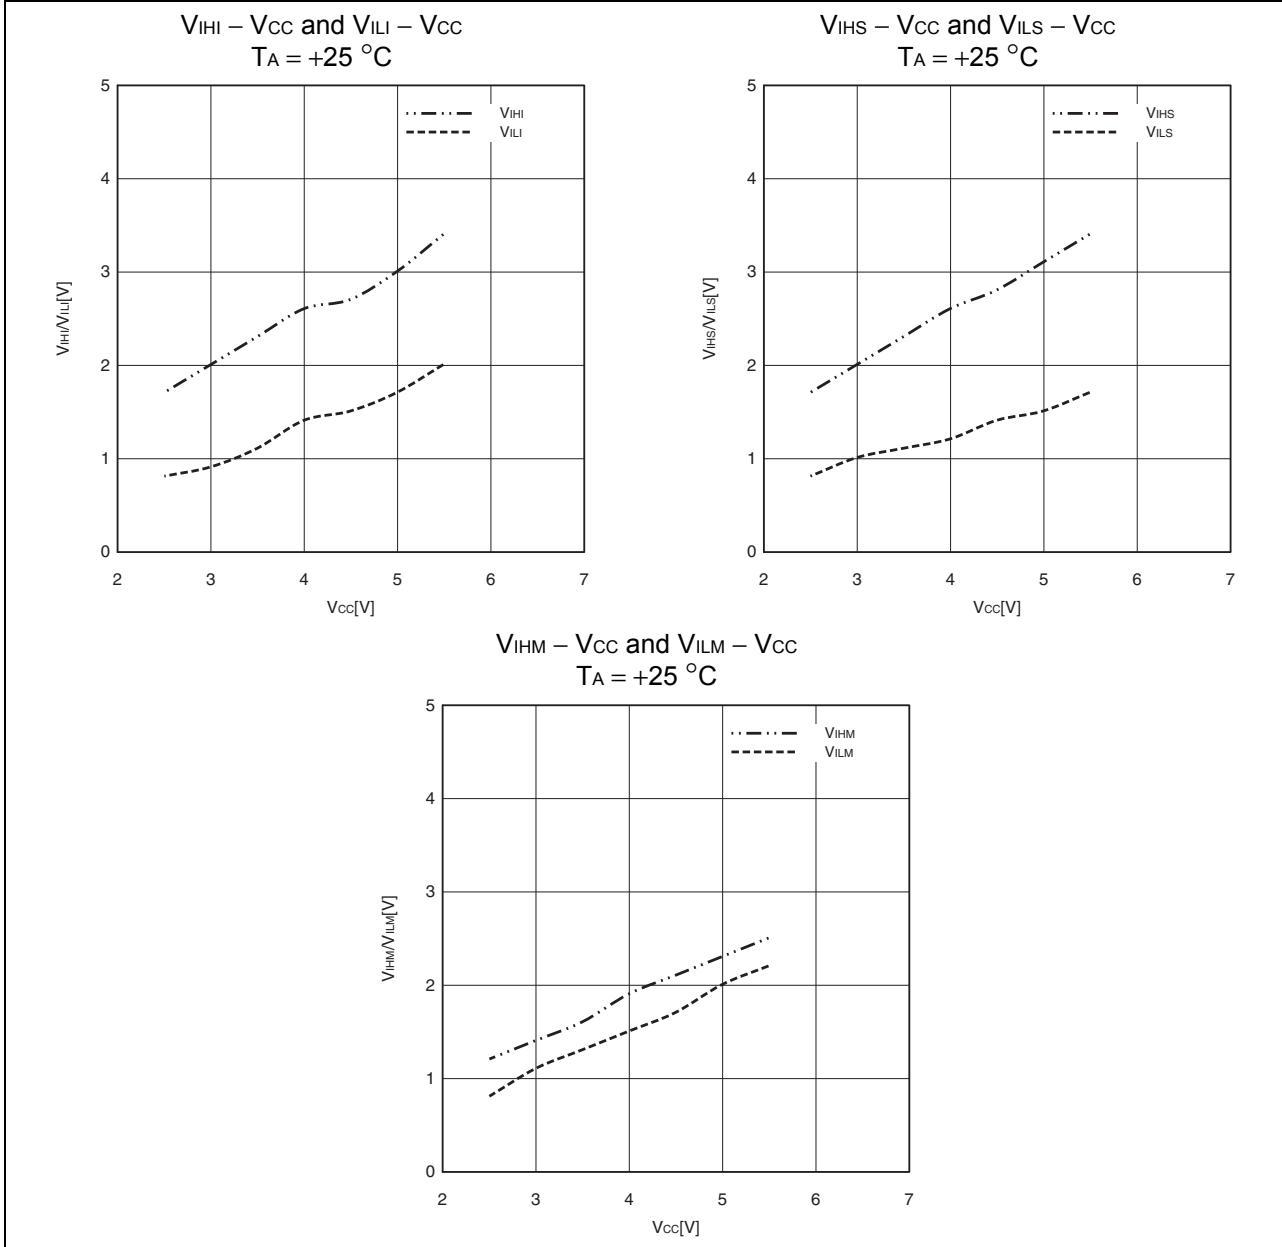 VIHI – VCC and VILI – VCC
TA = +25 °C
5
4
3
2
1
0
VIHI/VILI[V]
VIHI
VILI
2 3 4 5 6 7
VCC[V]
VIHS – VCC and VILS – VCC
TA = +25 °C
5
4
3
2
1
0
VIHS/VILS[V]
VIHS
VILS
2 3 4 5 6 7
VCC[V]
VIHM – VCC and VILM – VCC
TA = +25 °C
5
4
3
2
1
0
VIHM/VILM[V]
VIHM
VILM
2 3 4 5 6 7
VCC[V]